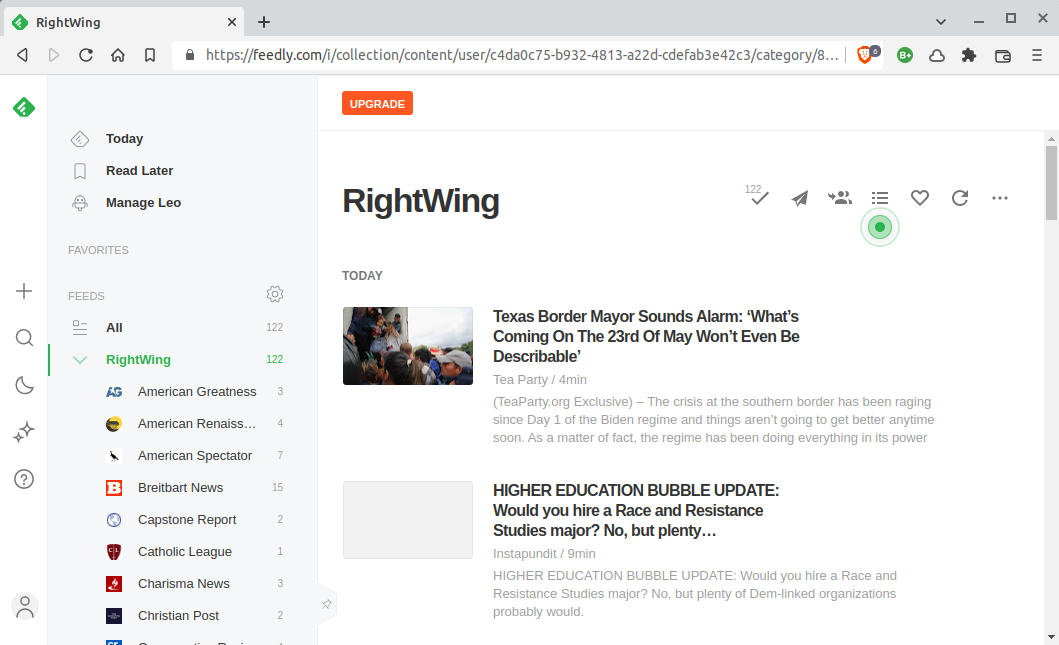 RightWing
https://feedly.com/i/collection/content/user/c4da0c75-b932-4813-a22d-cdefab3e42c3/category/8...
6
B+
UPGRADE
Today
Read Later
Manage Leo
FAVORITES
FEEDS
All 122
RightWing 122
American Greatness 3
American Renaiss… 4
American Spectator 7
Breitbart News 15
Capstone Report 2
Catholic League 1
Charisma News 3
Christian Post 2
RightWing
122
TODAY
Texas Border Mayor Sounds Alarm: ‘What’s
Coming On The 23rd Of May Won’t Even Be
Describable’
Tea Party / 4min
(TeaParty.org Exclusive) – The crisis at the southern border has been raging
since Day 1 of the Biden regime and things aren’t going to get better anytime
soon. As a matter of fact, the regime has been doing everything in its power
HIGHER EDUCATION BUBBLE UPDATE:
Would you hire a Race and Resistance
Studies major? No, but plenty…
Instapundit / 9min
HIGHER EDUCATION BUBBLE UPDATE: Would you hire a Race and
Resistance Studies major? No, but plenty of Dem-linked organizations
probably would.